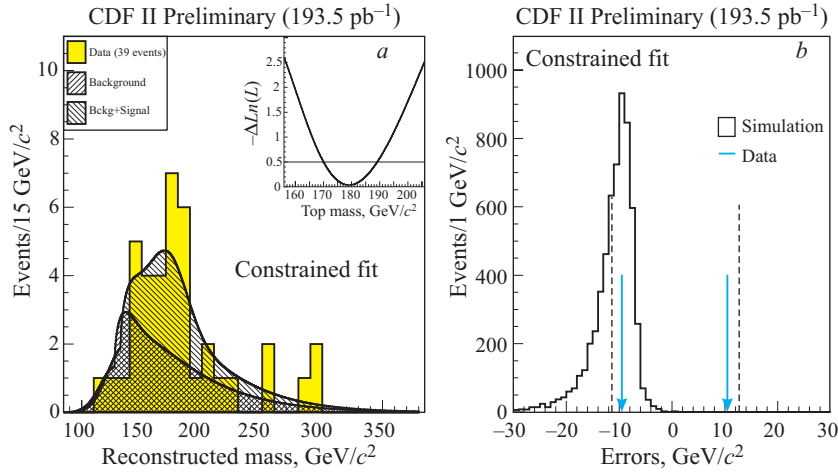 CDF II Preliminary (193.5 pb−1)
Data (39 events)
Background
Bckg+Signal
a
−ΔLn(L)
2.5
2
1.5
1
0.5
0
160 170 180 190 200
Top mass, GeV/c2
Constrained fit
Events/15 GeV/c2
10
8
6
4
2
0
100 150 200 250 300 350
Reconstructed mass, GeV/c2
CDF II Preliminary (193.5 pb−1)
b
Constrained fit
Simulation
Data
Events/1 GeV/c2
1000
800
600
400
200
0
−30 −20 −10 0 10 20 30
Errors, GeV/c2